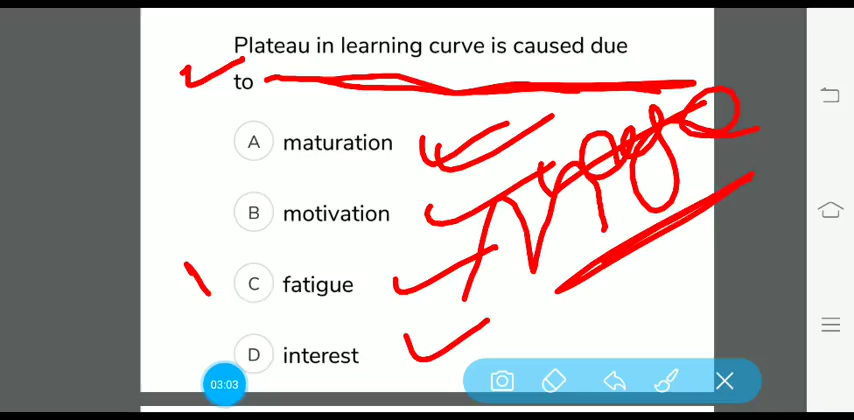 Plateau in learning curve is caused due
to
A maturation
B motivation
C fatigue
D interest
03:03